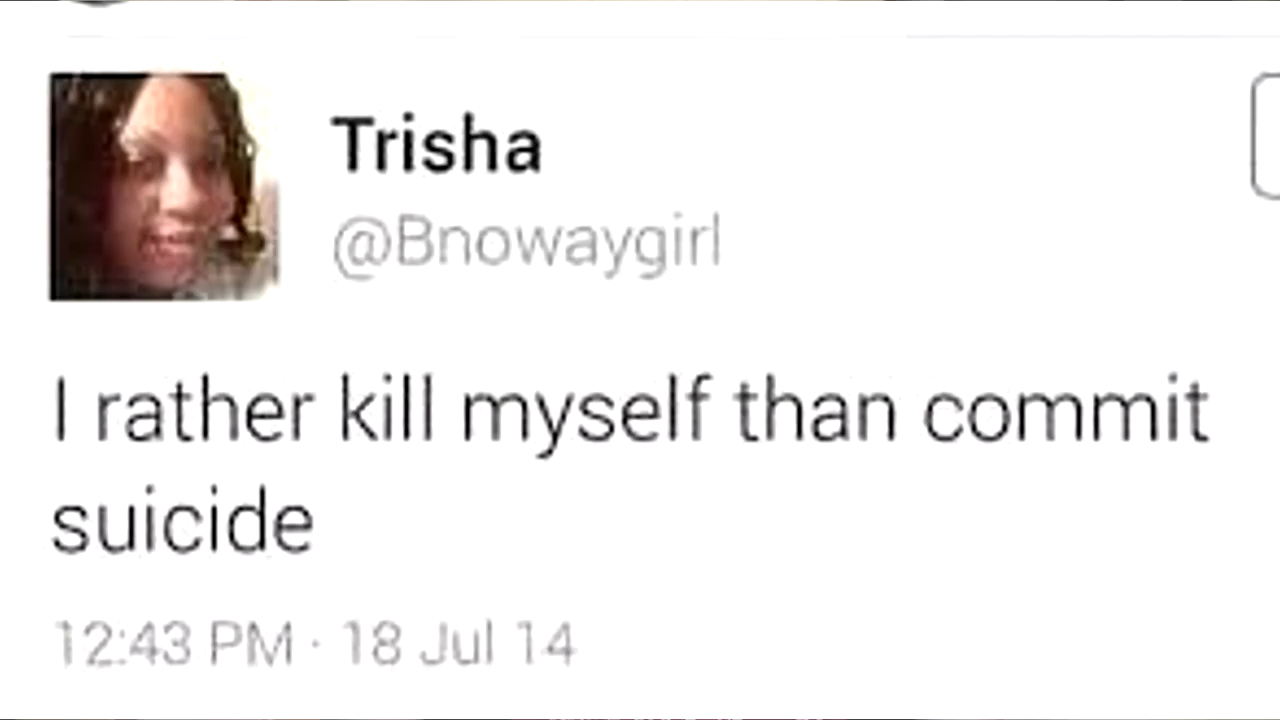 Trisha
@Bnowaygirl
I rather kill myself than commit
suicide
12:43 PM · 18 Jul 14